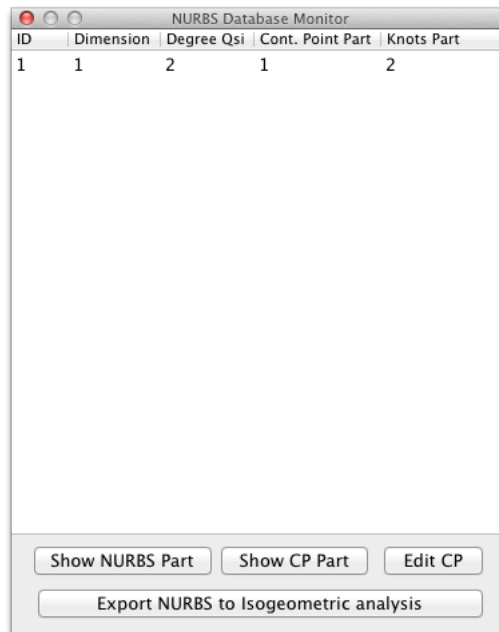 NURBS Database Monitor
ID Dimension Degree Qsi Cont. Point Part Knots Part
1 1 2 1 2
Show NURBS Part Show CP Part Edit CP
Export NURBS to Isogeometric analysis